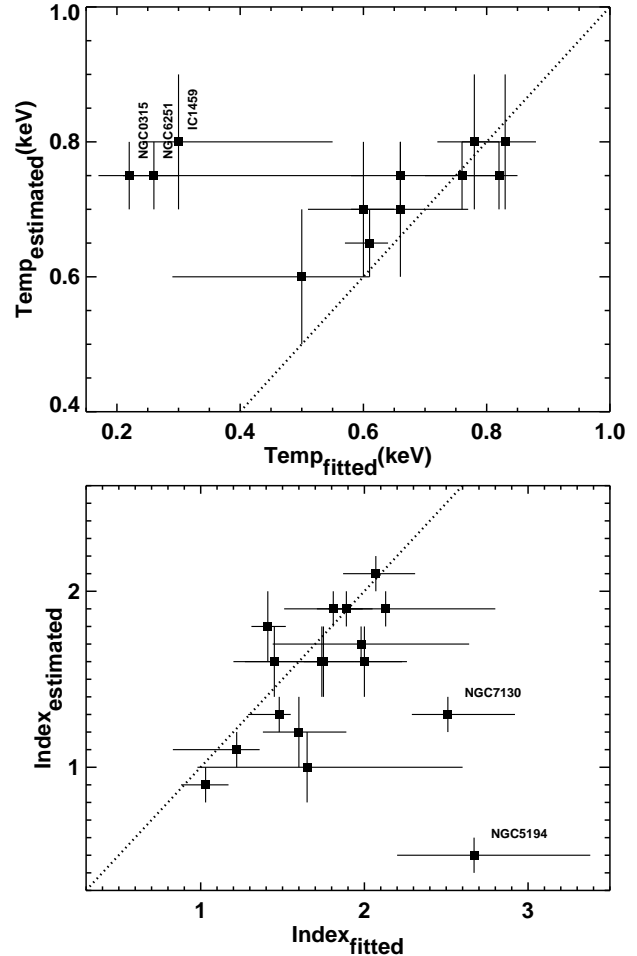 1.0
0.8
0.6
0.4
Temp_estimated(keV)
NGC0315
NGC6251
IC1459
0.2 0.4 0.6 0.8 1.0
Temp_fitted(keV)
2
1
Index_estimated
NGC7130
NGC5194
1 2 3
Index_fitted